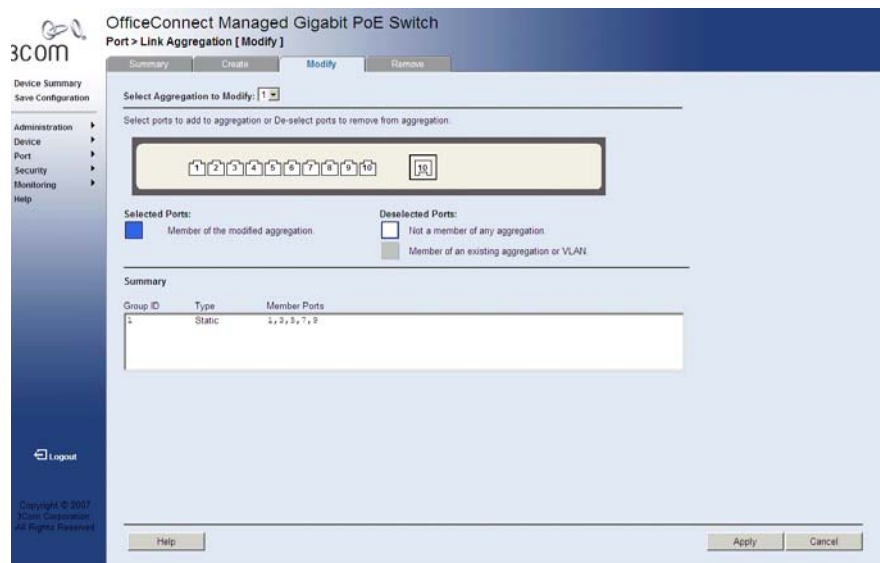 3COM
OfficeConnect Managed Gigabit PoE Switch
Port > Link Aggregation [ Modify ]
Summary Create Modify Remove
Device Summary
Save Configuration
Administration
Device
Port
Security
Monitoring
Help
Logout
Copyright © 2007
3Com Corporation
All Rights Reserved
Select Aggregation to Modify: 1
Select ports to add to aggregation or De-select ports to remove from aggregation.
1 2 3 4 5 6 7 8 9 10 10
Selected Ports:
Member of the modified aggregation.
Deselected Ports:
Not a member of any aggregation.
Member of an existing aggregation or VLAN.
Summary
Group ID Type Member Ports
1 Static 1,3,5,7,9
Help Apply Cancel